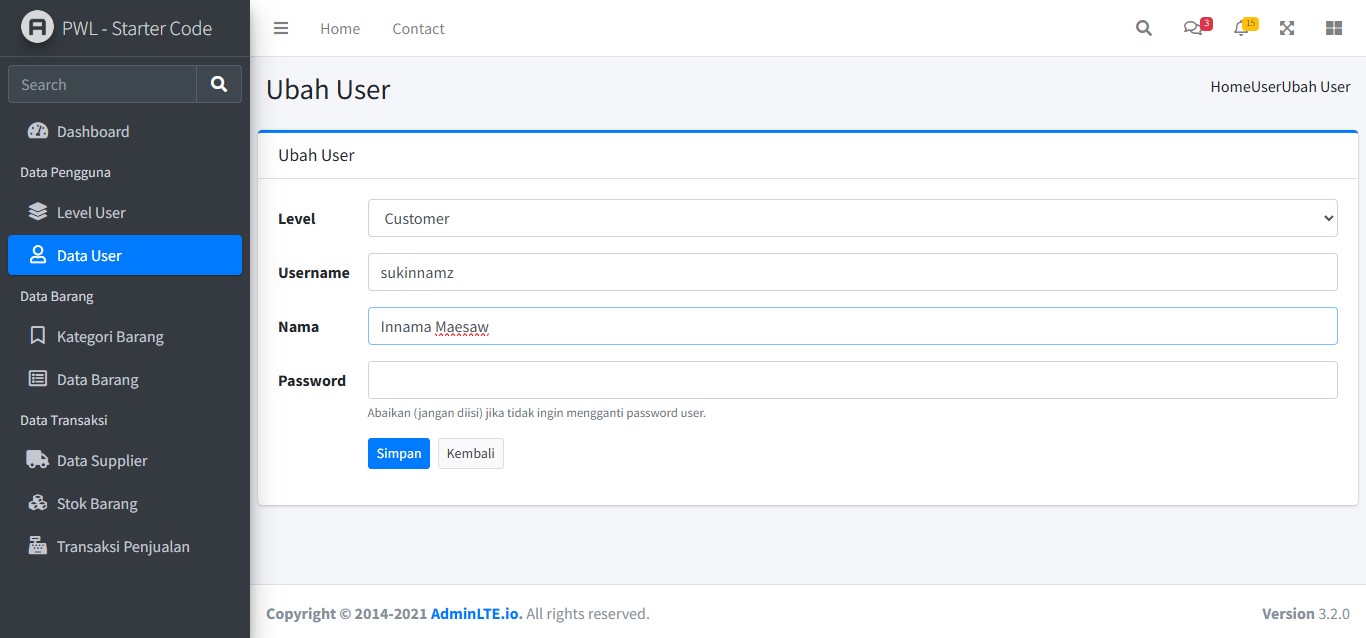 PWL - Starter Code
Home Contact 3 15
Search
Ubah User
HomeUserUbah User
Dashboard
Data Pengguna
Level User
Data User
Data Barang
Kategori Barang
Data Barang
Data Transaksi
Data Supplier
Stok Barang
Transaksi Penjualan
Ubah User
Level Customer
Username sukinnamz
Nama Innama Maesaw
Password
Abaikan (jangan diisi) jika tidak ingin mengganti password user.
Simpan Kembali
Copyright © 2014-2021 AdminLTE.io. All rights reserved.
Version 3.2.0